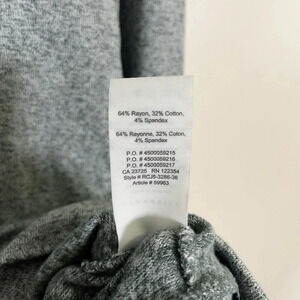 64% Rayon, 32% Cotton,
4% Spandex
64% Rayonne, 32% Coton,
4% Spandex
P.O. # 4500059215
P.O. # 4500059216
P.O. # 4500059217
CA 23725 RN 122354
Style # RCJ5-3286-36
Article # 59963